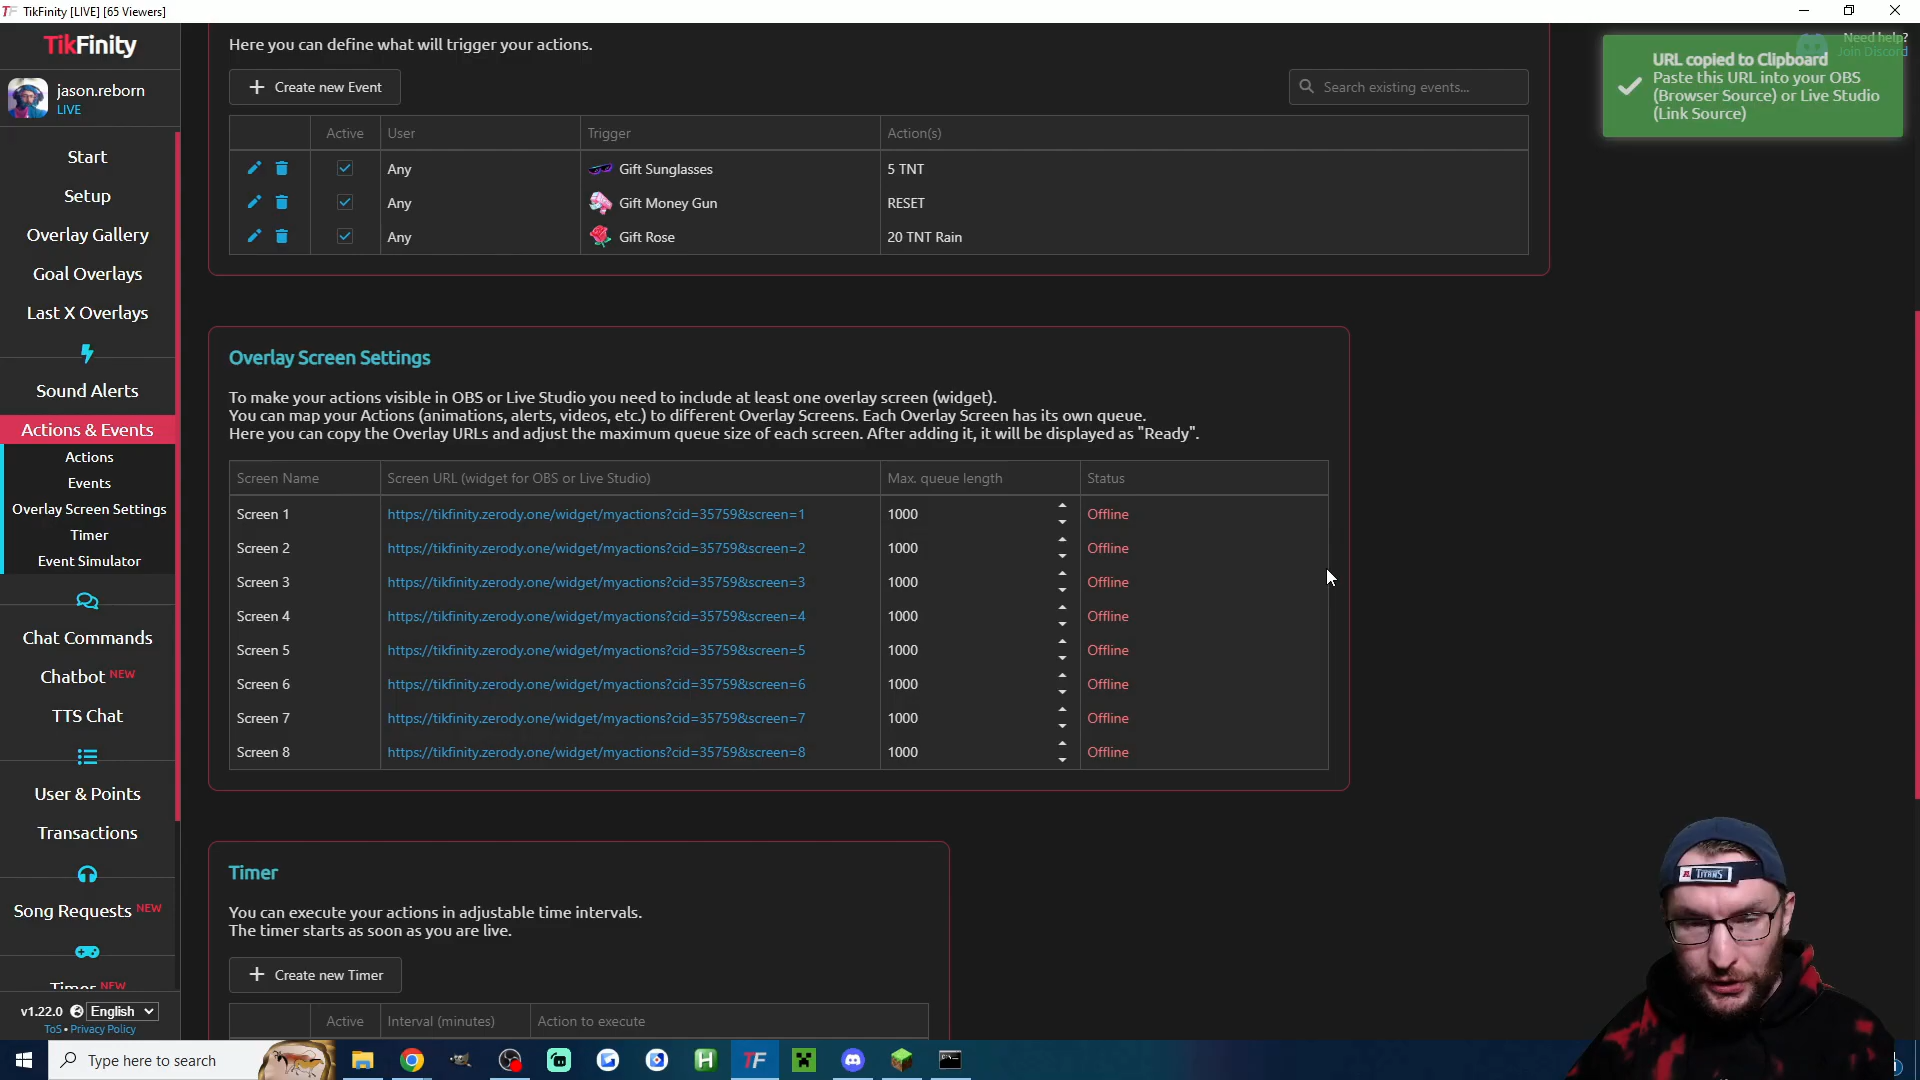 TF TikFinity [LIVE] [65 Viewers]
TikFinity
jason.reborn
LIVE
Start
Setup
Overlay Gallery
Goal Overlays
Last X Overlays
Sound Alerts
Actions & Events
Actions
Events
Overlay Screen Settings
Timer
Event Simulator
Chat Commands
Chatbot NEW
TTS Chat
User & Points
Transactions
Song Requests NEW
Timer NEW
v1.22.0 English
ToS • Privacy Policy
Here you can define what will trigger your actions.
+ Create new Event
Search existing events...
Active User Trigger Action(s)
Any Gift Sunglasses 5 TNT
Any Gift Money Gun RESET
Any Gift Rose 20 TNT Rain
Need help?
Join Discord
URL copied to Clipboard
Paste this URL into your OBS
(Browser Source) or Live Studio
(Link Source)
Overlay Screen Settings
To make your actions visible in OBS or Live Studio you need to include at least one overlay screen (widget).
You can map your Actions (animations, alerts, videos, etc.) to different Overlay Screens. Each Overlay Screen has its own queue.
Here you can copy the Overlay URLs and adjust the maximum queue size of each screen. After adding it, it will be displayed as "Ready".
Screen Name Screen URL (widget for OBS or Live Studio) Max. queue length Status
Screen 1 https://tikfinity.zerody.one/widget/myactions?cid=35759&screen=1 1000 Offline
Screen 2 https://tikfinity.zerody.one/widget/myactions?cid=35759&screen=2 1000 Offline
Screen 3 https://tikfinity.zerody.one/widget/myactions?cid=35759&screen=3 1000 Offline
Screen 4 https://tikfinity.zerody.one/widget/myactions?cid=35759&screen=4 1000 Offline
Screen 5 https://tikfinity.zerody.one/widget/myactions?cid=35759&screen=5 1000 Offline
Screen 6 https://tikfinity.zerody.one/widget/myactions?cid=35759&screen=6 1000 Offline
Screen 7 https://tikfinity.zerody.one/widget/myactions?cid=35759&screen=7 1000 Offline
Screen 8 https://tikfinity.zerody.one/widget/myactions?cid=35759&screen=8 1000 Offline
Timer
You can execute your actions in adjustable time intervals.
The timer starts as soon as you are live.
+ Create new Timer
Active Interval (minutes) Action to execute
TITANS
Type here to search
H
TF